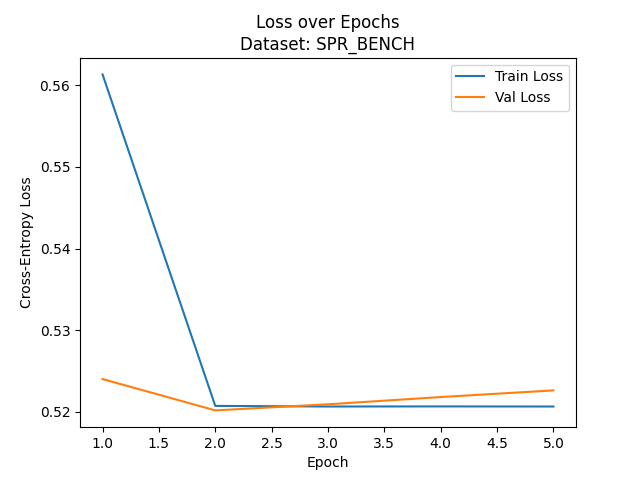 Loss over Epochs
Dataset: SPR_BENCH
Train Loss
Val Loss
0.56
0.55
0.54
0.53
0.52
Cross-Entropy Loss
1.0 1.5 2.0 2.5 3.0 3.5 4.0 4.5 5.0
Epoch